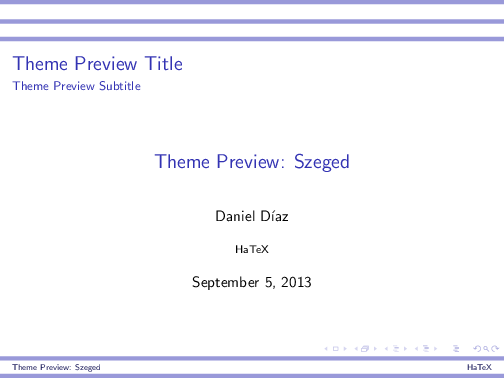 Theme Preview Title
Theme Preview Subtitle
Theme Preview: Szeged
Daniel Díaz
HaTeX
September 5, 2013
Theme Preview: Szeged HaTeX